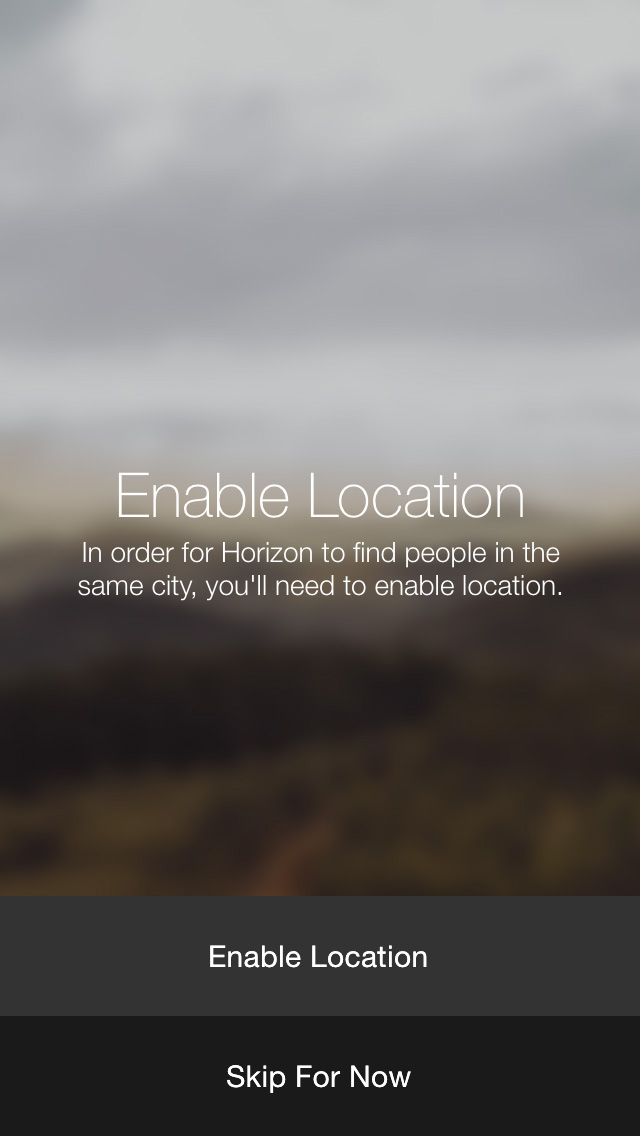 Enable Location
In order for Horizon to find people in the
same city, you'll need to enable location.
Enable Location
Skip For Now